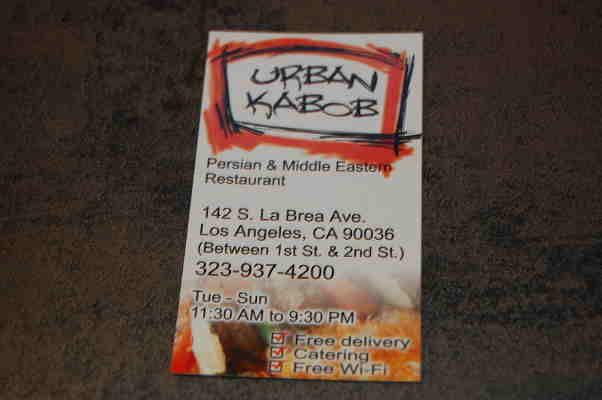 URBAN
KABOB
Persian & Middle Eastern
Restaurant
142 S. La Brea Ave.
Los Angeles, CA 90036
(Between 1st St. & 2nd St.)
323-937-4200
Tue - Sun
11:30 AM to 9:30 PM
Free delivery
Catering
Free Wi-Fi